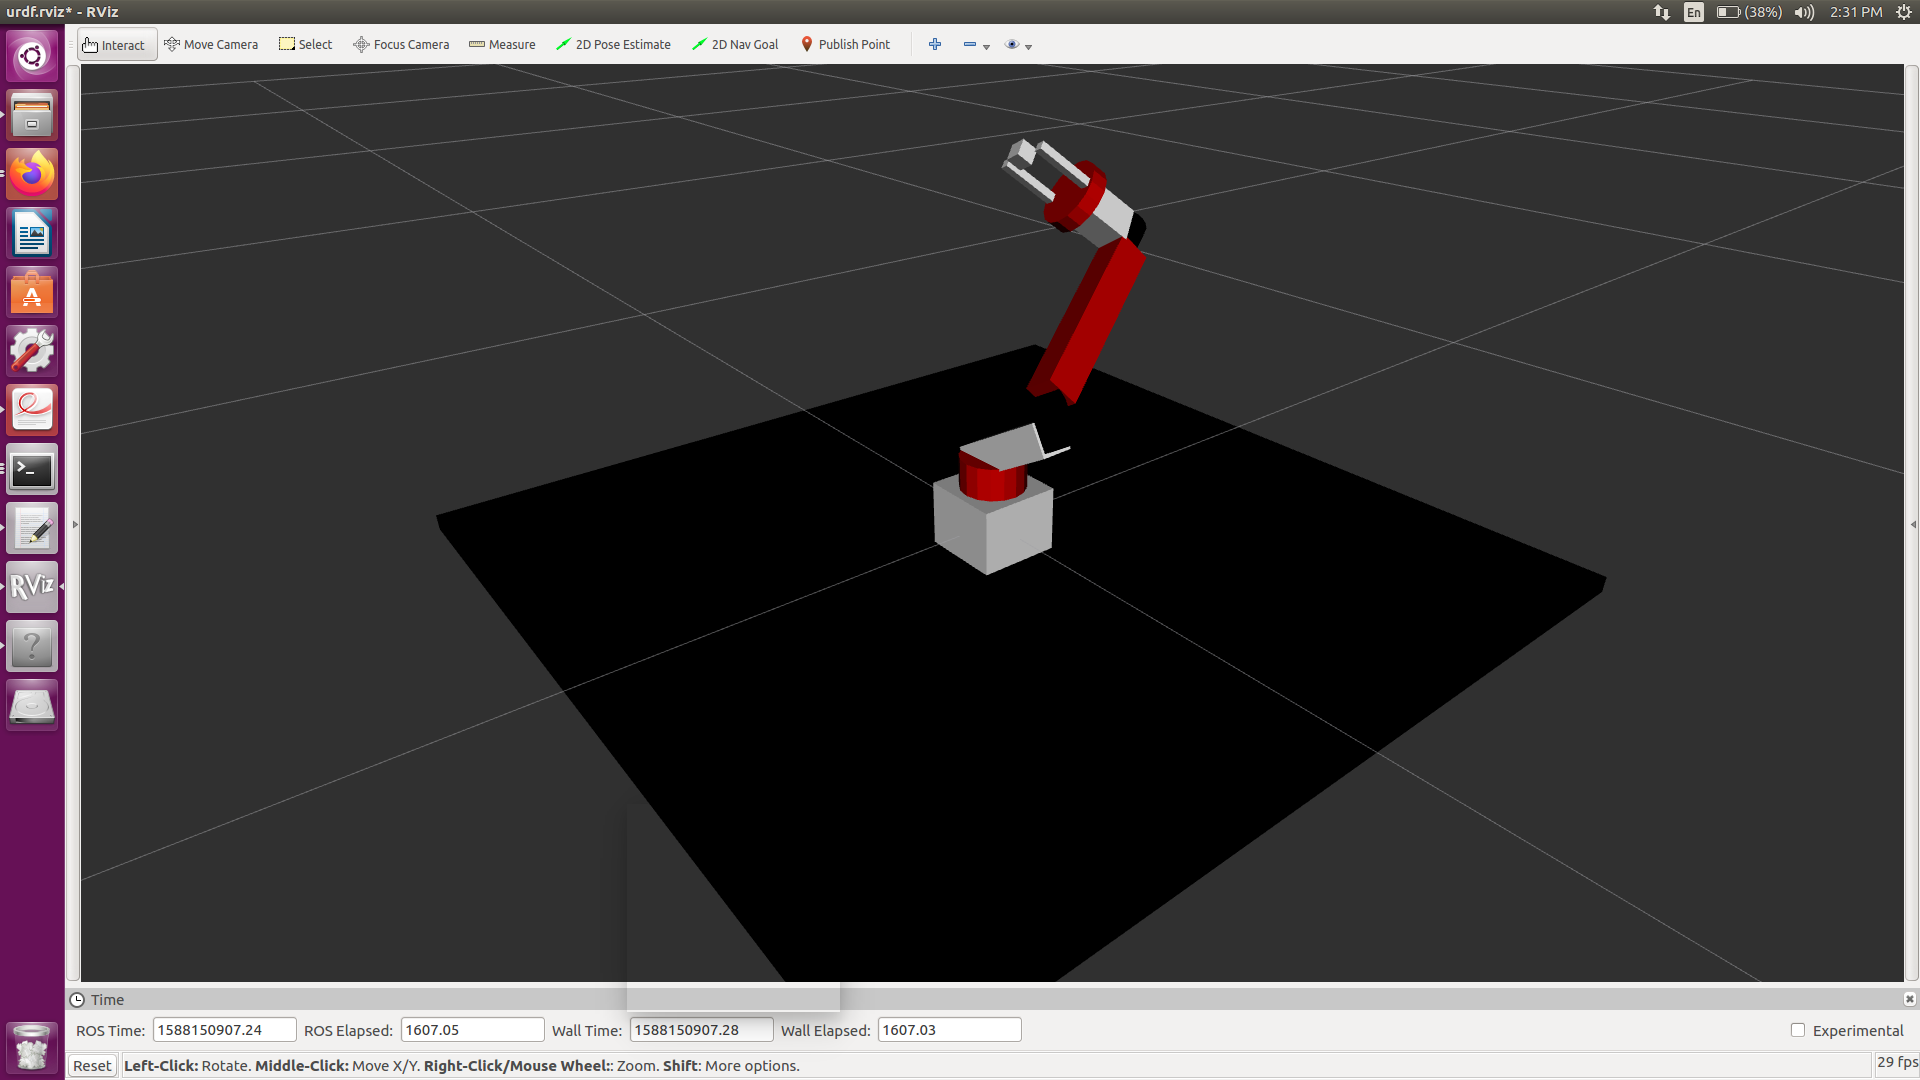 urdf.rviz* - RViz
En (38%) 2:31 PM
Interact Move Camera Select Focus Camera Measure 2D Pose Estimate 2D Nav Goal Publish Point
RViz
Time
ROS Time: 1588150907.24 ROS Elapsed: 1607.05 Wall Time: 1588150907.28 Wall Elapsed: 1607.03 Experimental
Reset Left-Click: Rotate. Middle-Click: Move X/Y. Right-Click/Mouse Wheel:: Zoom. Shift: More options. 29 fps